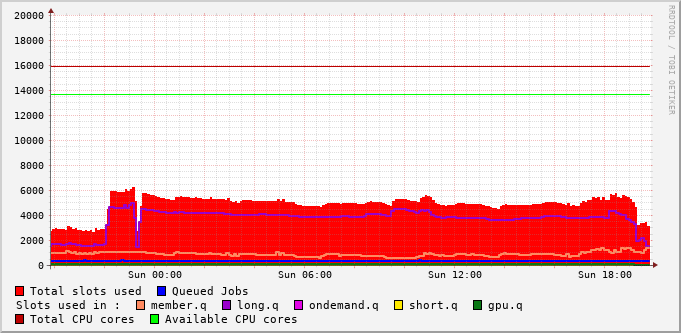 20000
18000
16000
14000
12000
10000
8000
6000
4000
2000
0
Sun 00:00 Sun 06:00 Sun 12:00 Sun 18:00
Total slots used Queued Jobs
Slots used in : member.q long.q ondemand.q short.q gpu.q
Total CPU cores Available CPU cores
RRDTOOL / TOBI OETIKER